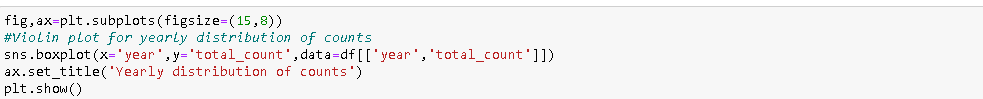 fig,ax=plt.subplots(figsize=(15,8))
#Violin plot for yearly distribution of counts
sns.boxplot(x='year',y='total_count',data=df[['year','total_count']])
ax.set_title('Yearly distribution of counts')
plt.show()